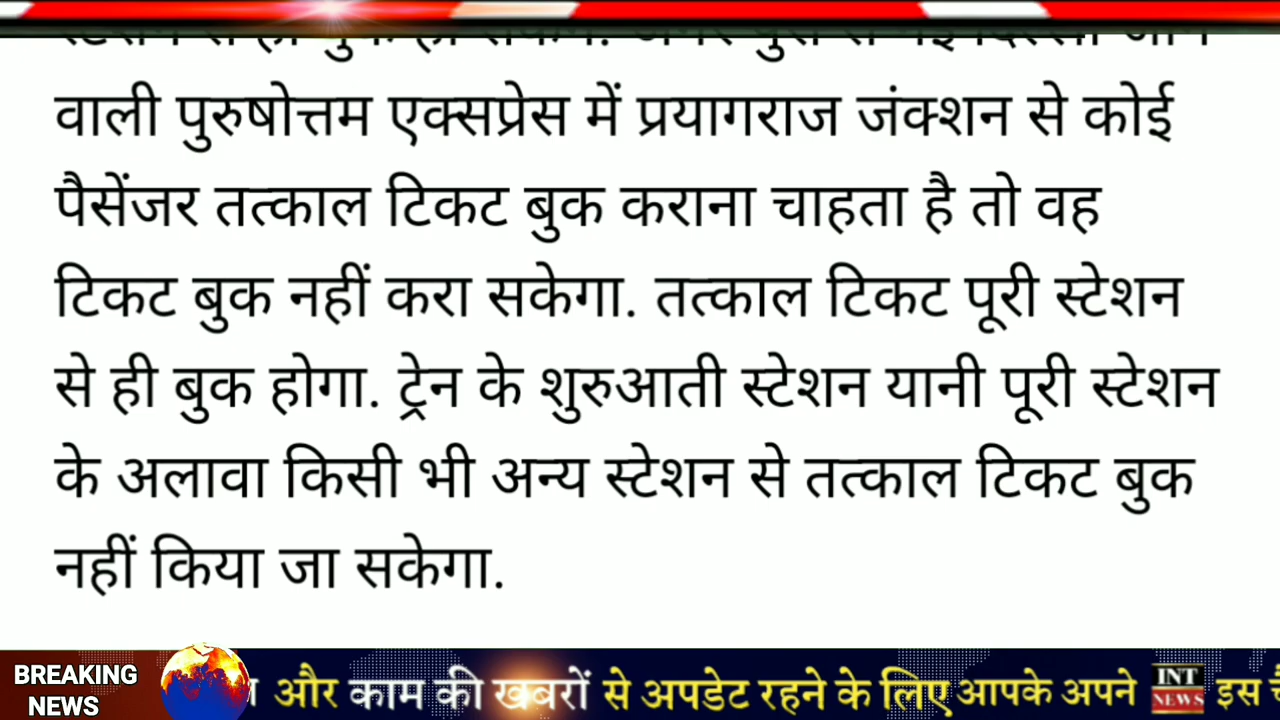 वाली पुरुषोत्तम एक्सप्रेस में प्रयागराज जंक्शन से कोई
पैसेंजर तत्काल टिकट बुक कराना चाहता है तो वह
टिकट बुक नहीं करा सकेगा. तत्काल टिकट पूरी स्टेशन
से ही बुक होगा. ट्रेन के शुरुआती स्टेशन यानी पूरी स्टेशन
के अलावा किसी भी अन्य स्टेशन से तत्काल टिकट बुक
नहीं किया जा सकेगा.
BREAKING
NEWS
और काम की खबरों से अपडेट रहने के लिए आपके अपने INT NEWS इस